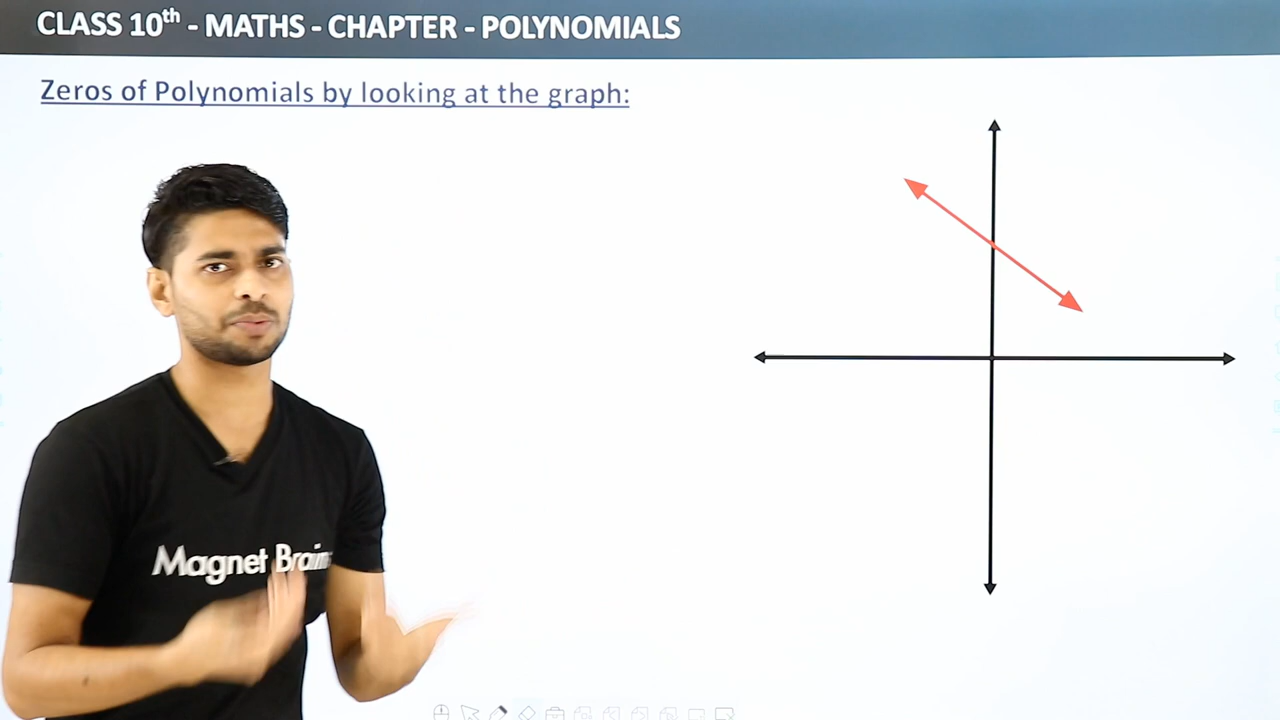 CLASS 10th - MATHS - CHAPTER - POLYNOMIALS
Zeros of Polynomials by looking at the graph:
Magnet Brain